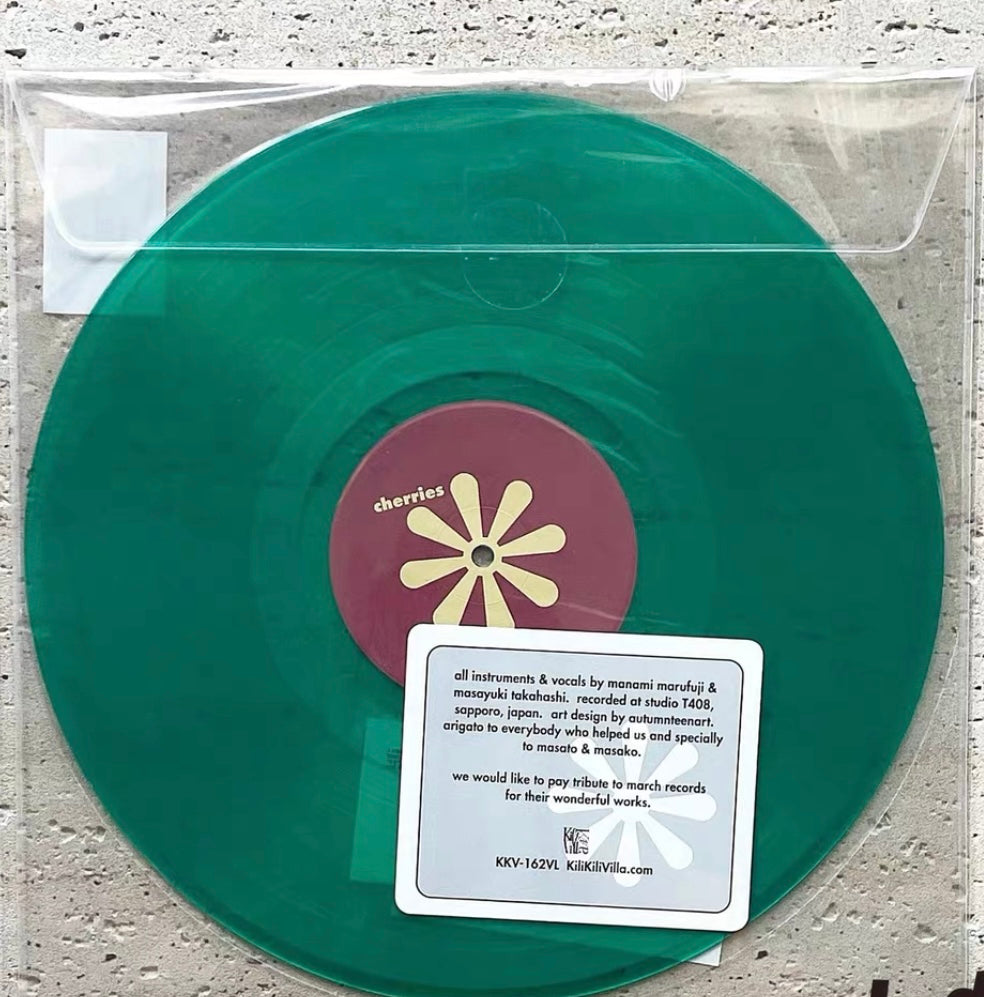 cherries
all instruments & vocals by manami marufuji &
masayuki takahashi. recorded at studio T408,
sapporo, japan. art design by autumnteenart.
arigato to everybody who helped us and specially
to masato & masako.
we would like to pay tribute to march records
for their wonderful works.
KKV-162VL KiliKiliVilla.com